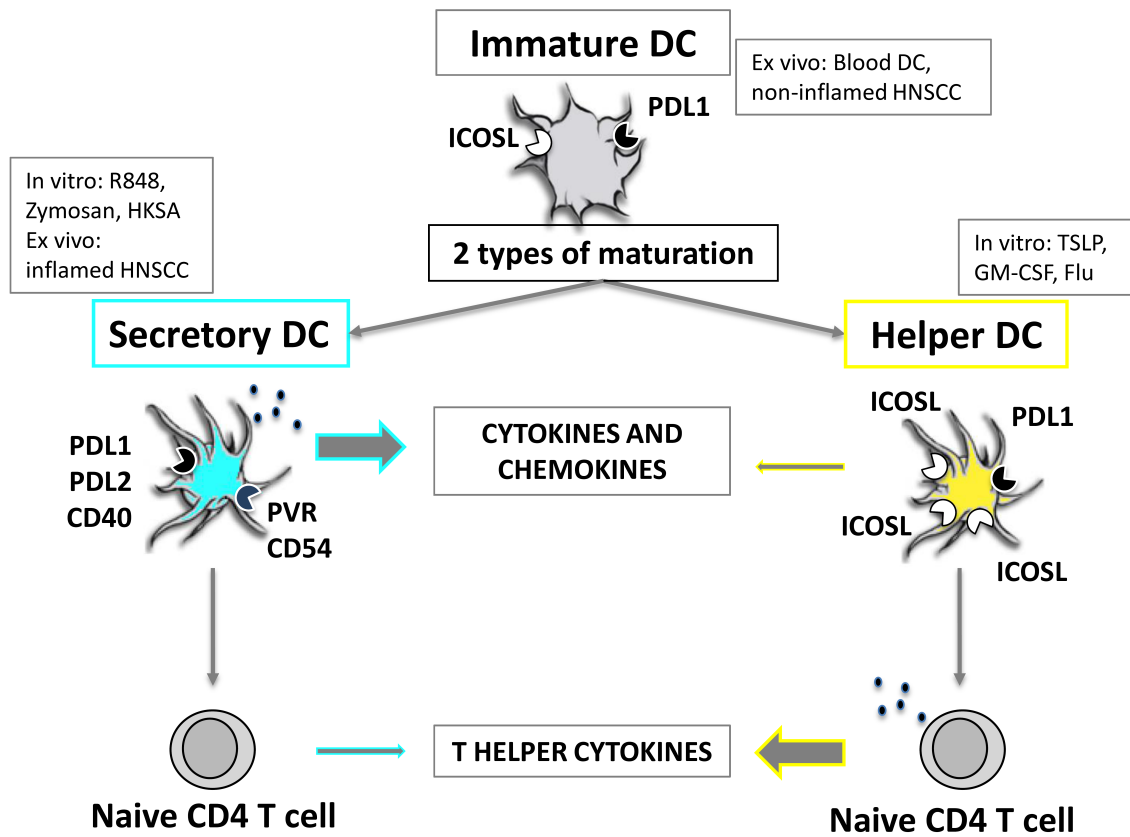 Immature DC
Ex vivo: Blood DC,
non-inflamed HNSCC
PDL1
ICOSL
In vitro: R848,
Zymosan, HKSA
Ex vivo:
inflamed HNSCC
2 types of maturation
In vitro: TSLP,
GM-CSF, Flu
Secretory DC
Helper DC
PDL1
PDL2
CD40
PVR
CD54
CYTOKINES AND
CHEMOKINES
ICOSL
PDL1
ICOSL
ICOSL
T HELPER CYTOKINES
Naive CD4 T cell
Naive CD4 T cell